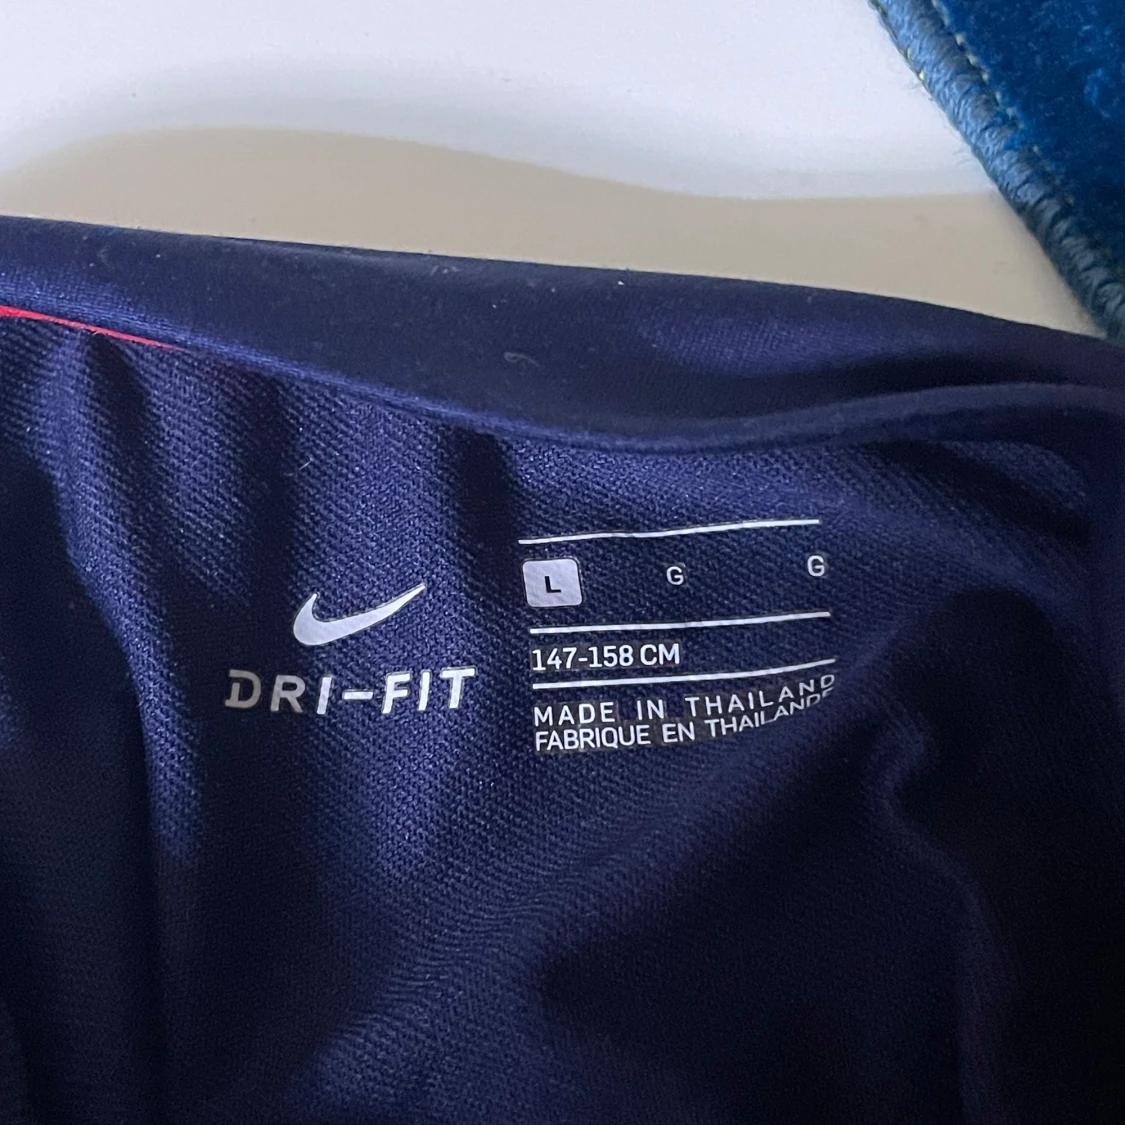 DRI-FIT
L G G
147-158 CM
MADE IN THAILAND
FABRIQUE EN THAILANDE